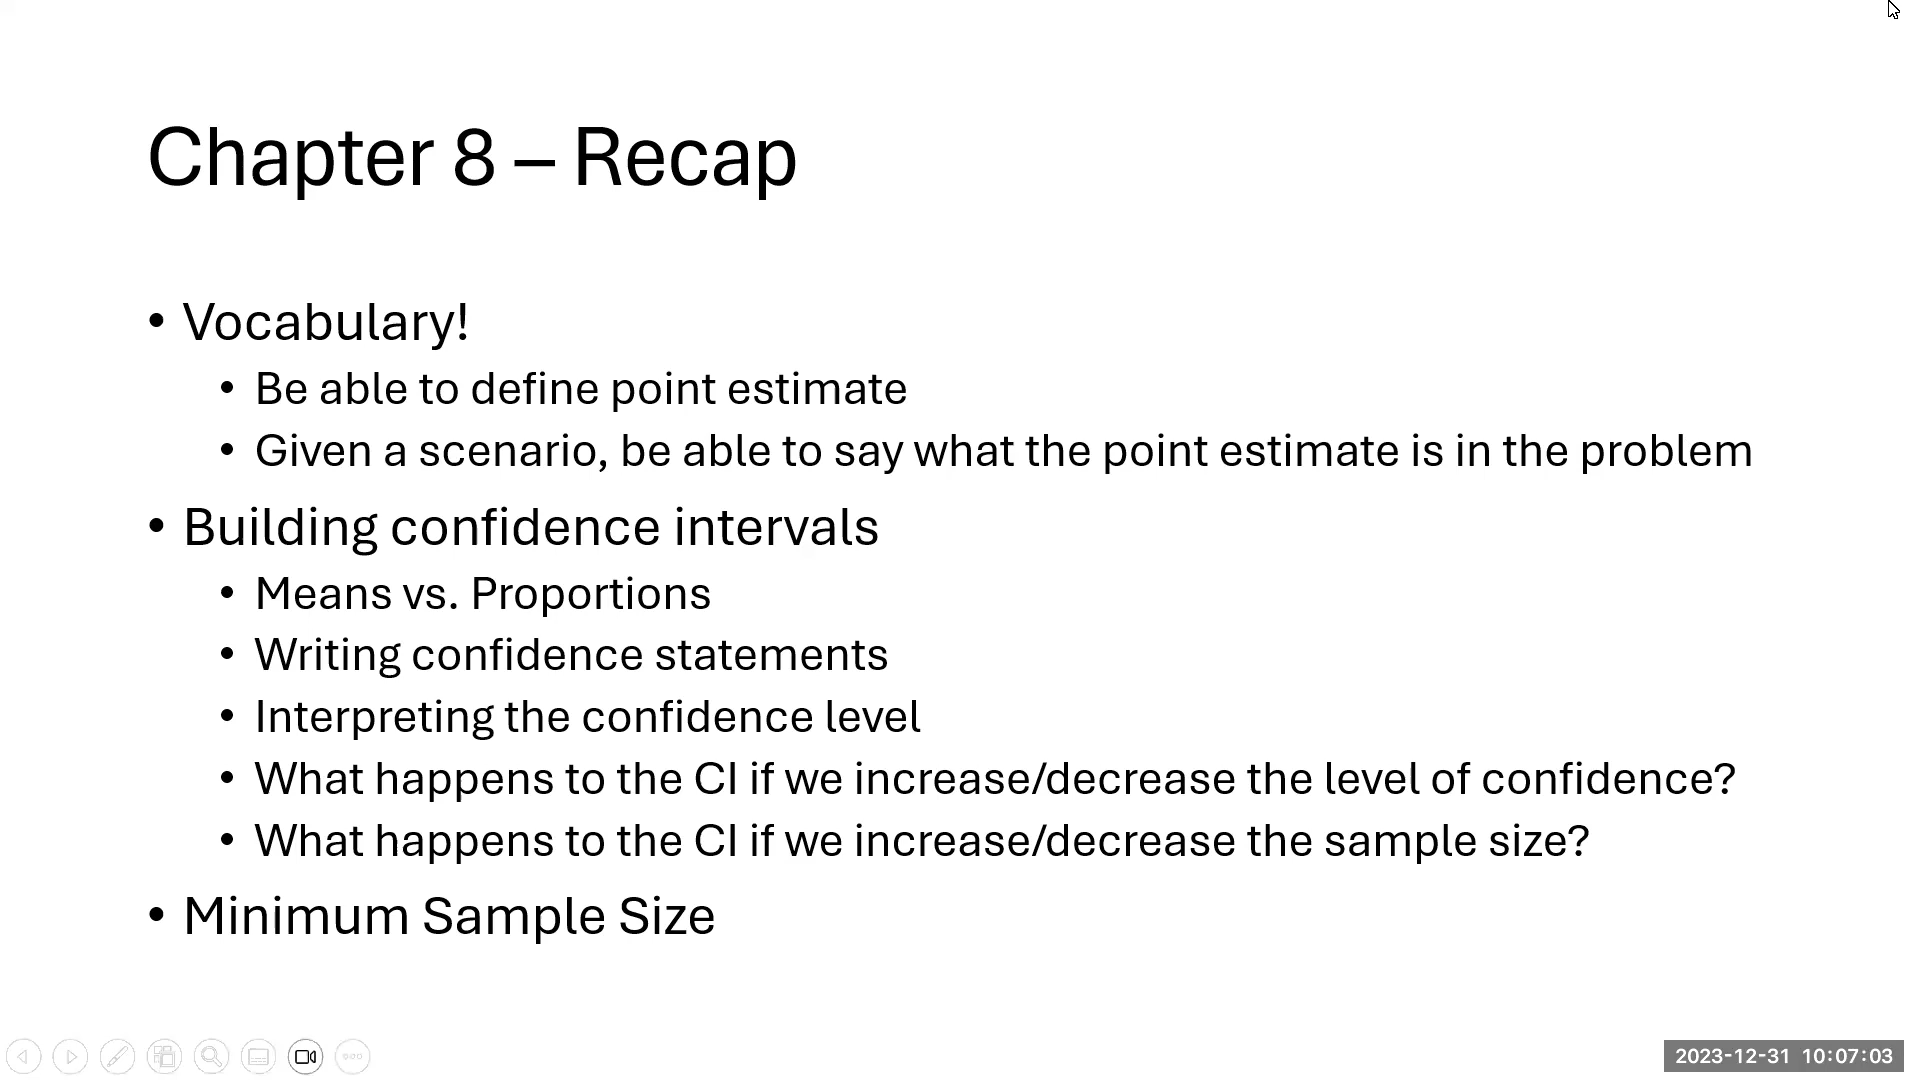 Chapter 8 – Recap
• Vocabulary!
• Be able to define point estimate
• Given a scenario, be able to say what the point estimate is in the problem
• Building confidence intervals
• Means vs. Proportions
• Writing confidence statements
• Interpreting the confidence level
• What happens to the CI if we increase/decrease the level of confidence?
• What happens to the CI if we increase/decrease the sample size?
• Minimum Sample Size
2023-12-31 10:07:03